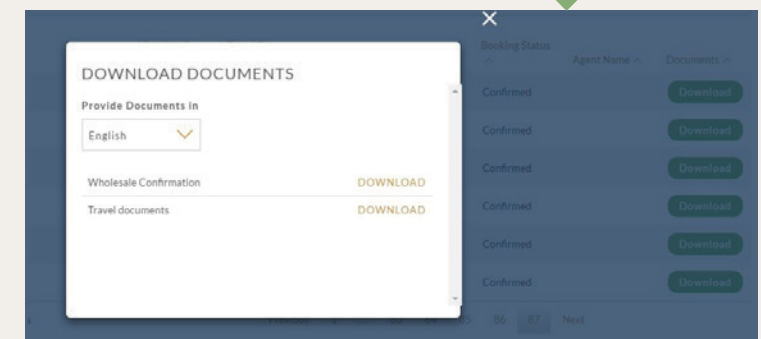 Booking Status
Agent Name
Documents
DOWNLOAD DOCUMENTS
Provide Documents in
English
Confirmed Download
Confirmed Download
Wholesale Confirmation DOWNLOAD
Confirmed Download
Travel documents DOWNLOAD
Confirmed Download
Confirmed Download
Confirmed Download
86 87 Next